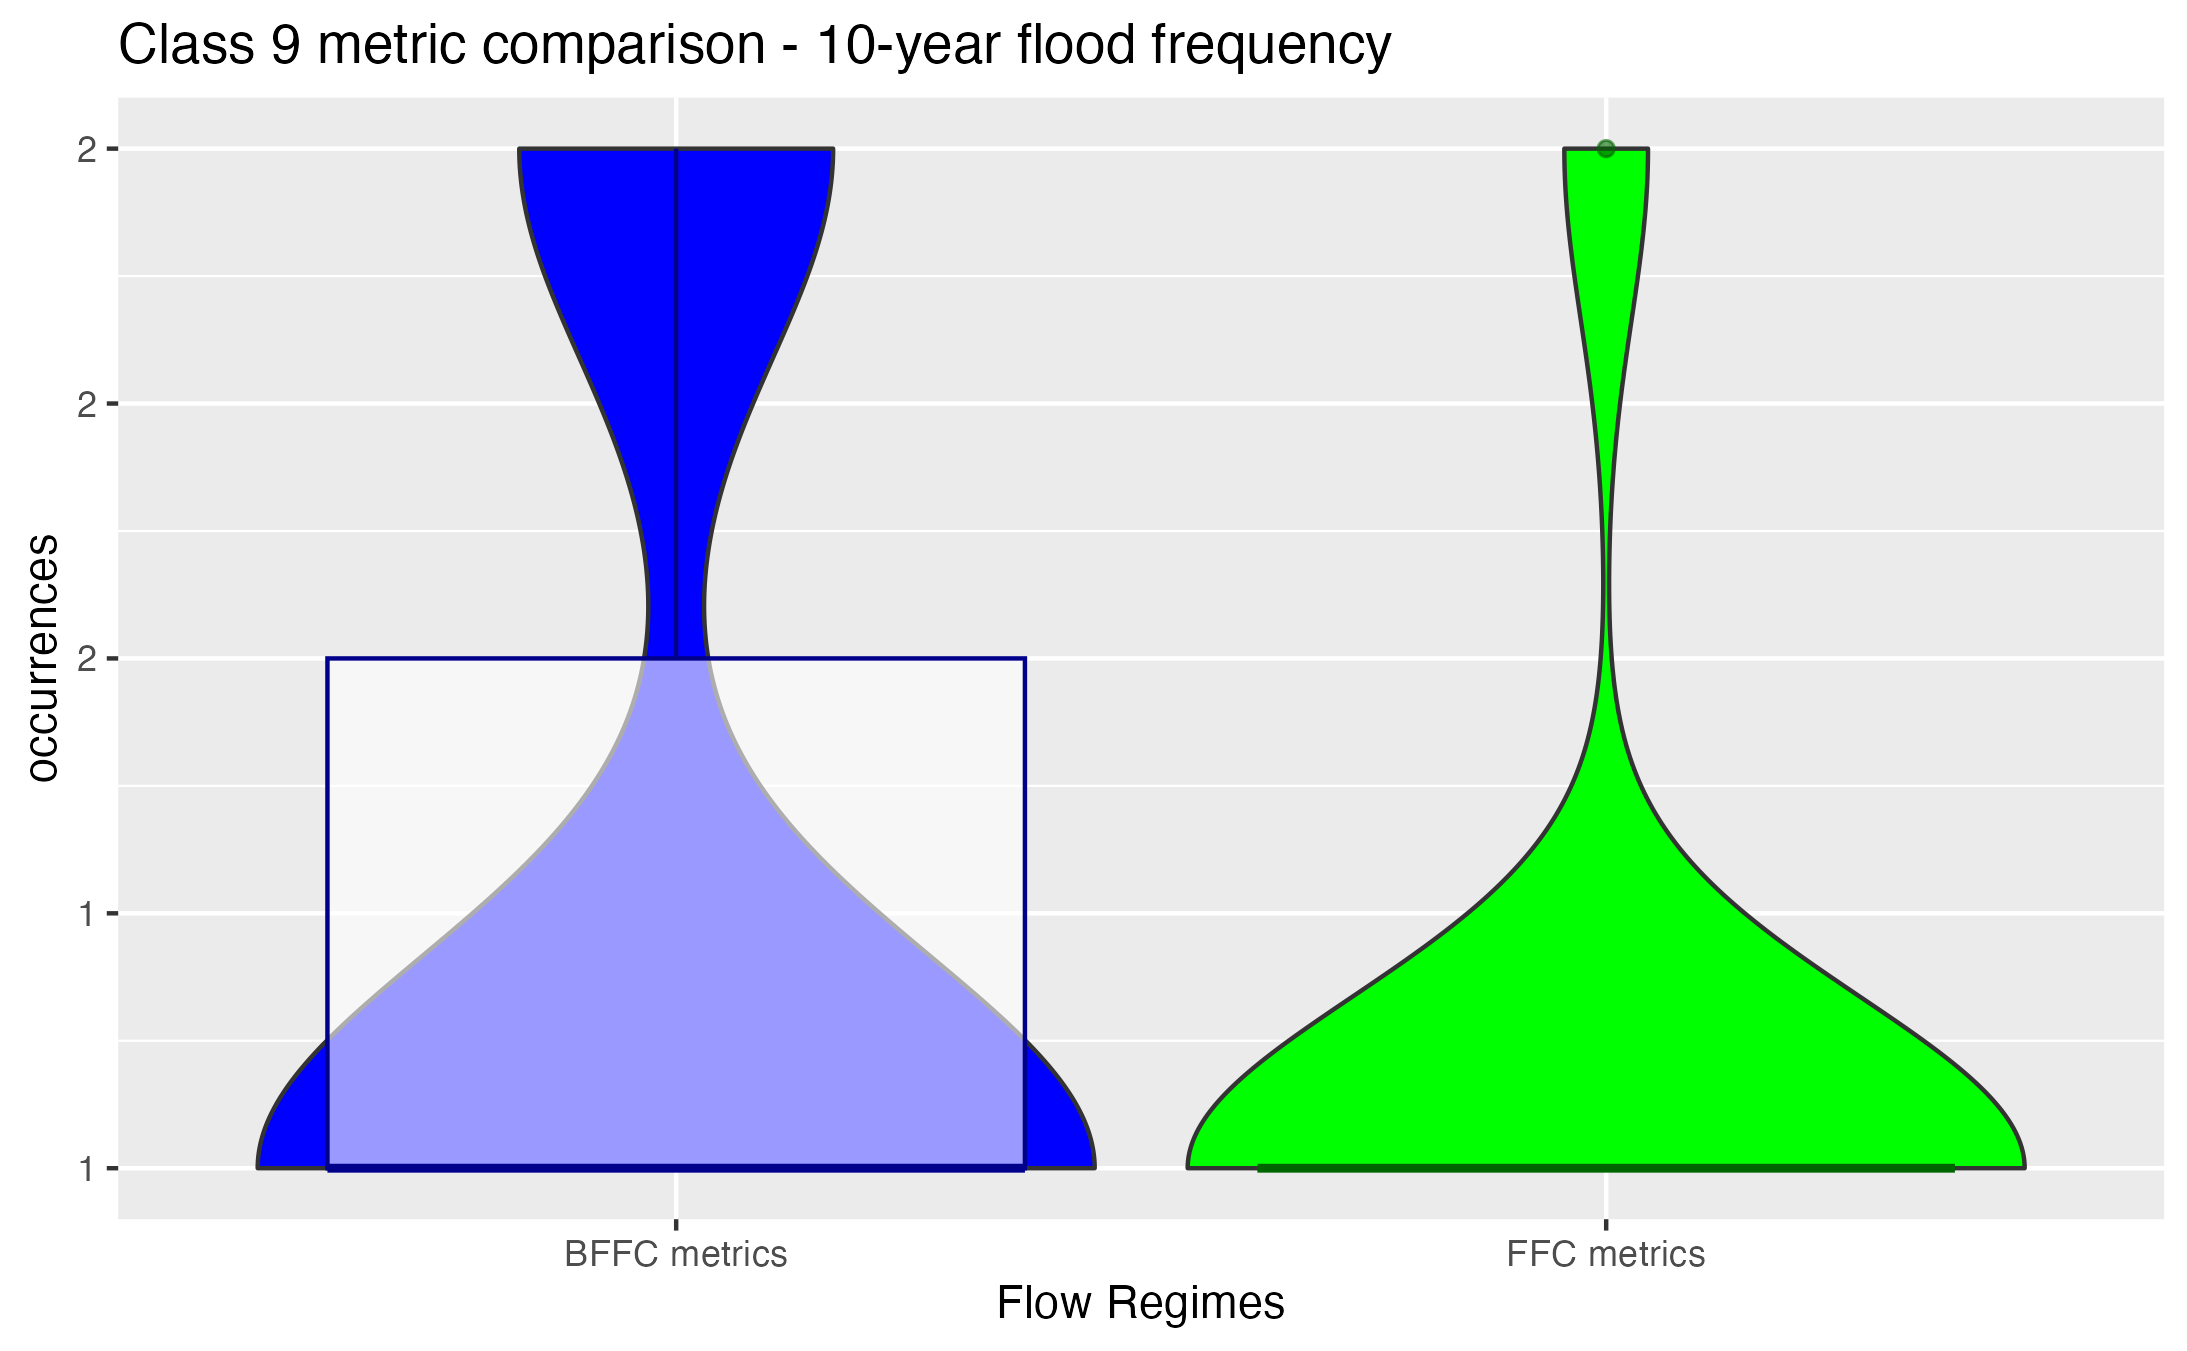 Class 9 metric comparison - 10-year flood frequency
occurrences
2
2
2
1
1
BFFC metrics
FFC metrics
Flow Regimes